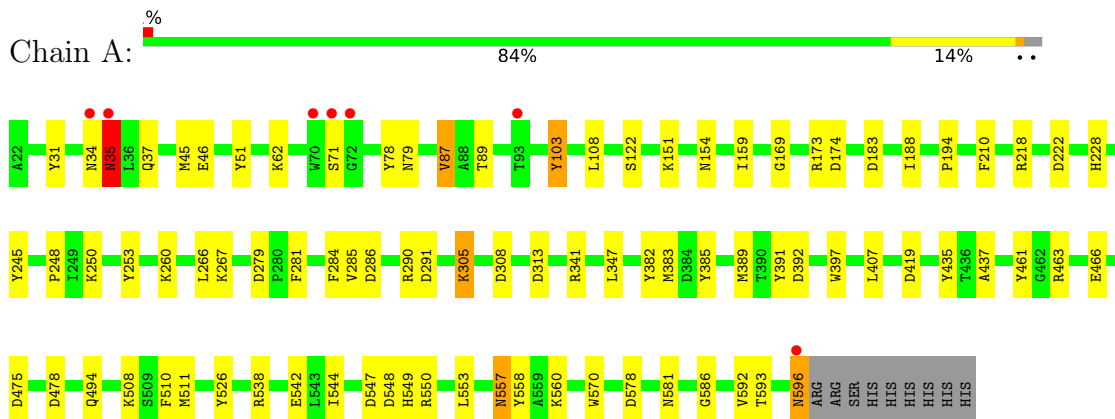 .%
Chain A:
84% 14% ..
A22 Y31 N34 N35 L36 Q37 M45 E46 Y51 K62 W70 S71 G72 Y78 N79 V87 A88 T89 T93 Y103 L108 S122 K151 N154 I159 G169 R173 D174 D183 I188 P194 F210 R218 D222 H228
Y245 P248 I249 K250 Y253 K260 L266 K267 D279 P280 F281 F284 V285 D286 R290 D291 K305 D308 D313 R341 L347 Y382 M383 D384 Y385 M389 T390 Y391 D392 W397 L407 D419 Y435 T436 A437 Y461 G462 R463 E466
D475 D478 Q494 K508 S509 F510 M511 Y526 R538 E542 L543 I544 D547 D548 H549 R550 L553 N557 Y558 A559 K560 W570 D578 N581 G586 V592 T593 N596 ARG ARG SER HIS HIS HIS HIS HIS HIS